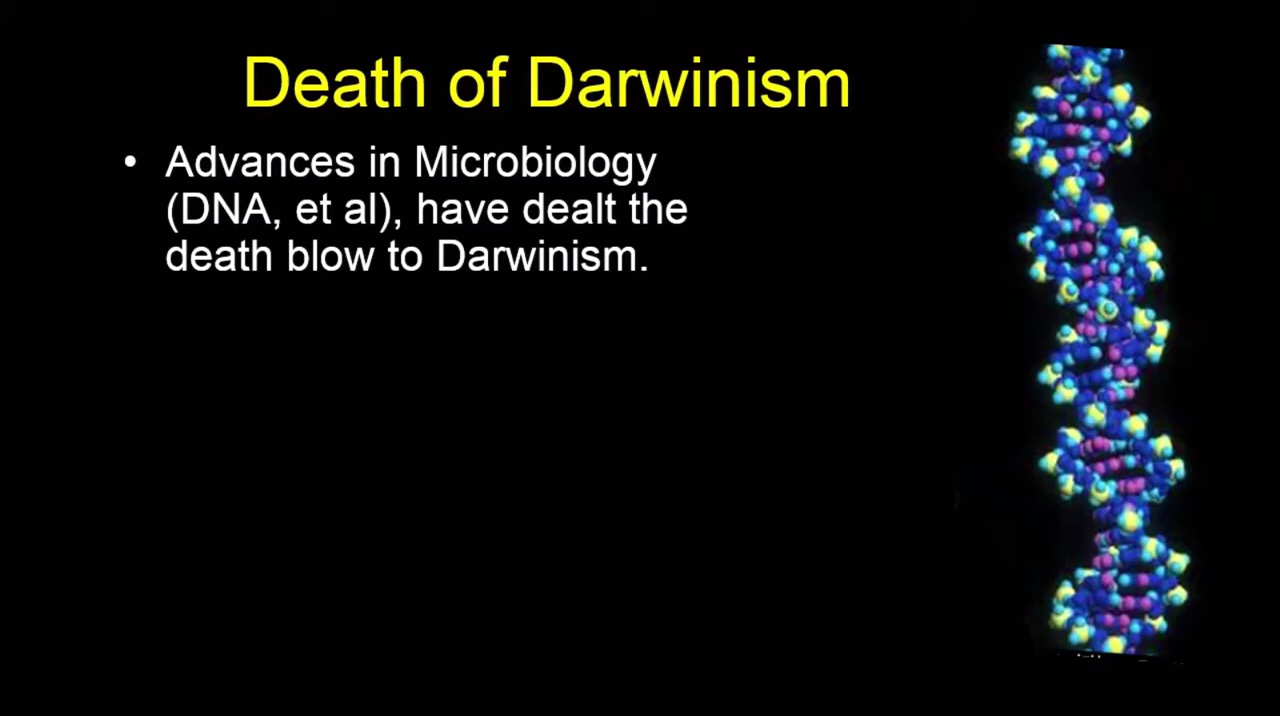 Death of Darwinism
• Advances in Microbiology
(DNA, et al), have dealt the
death blow to Darwinism.